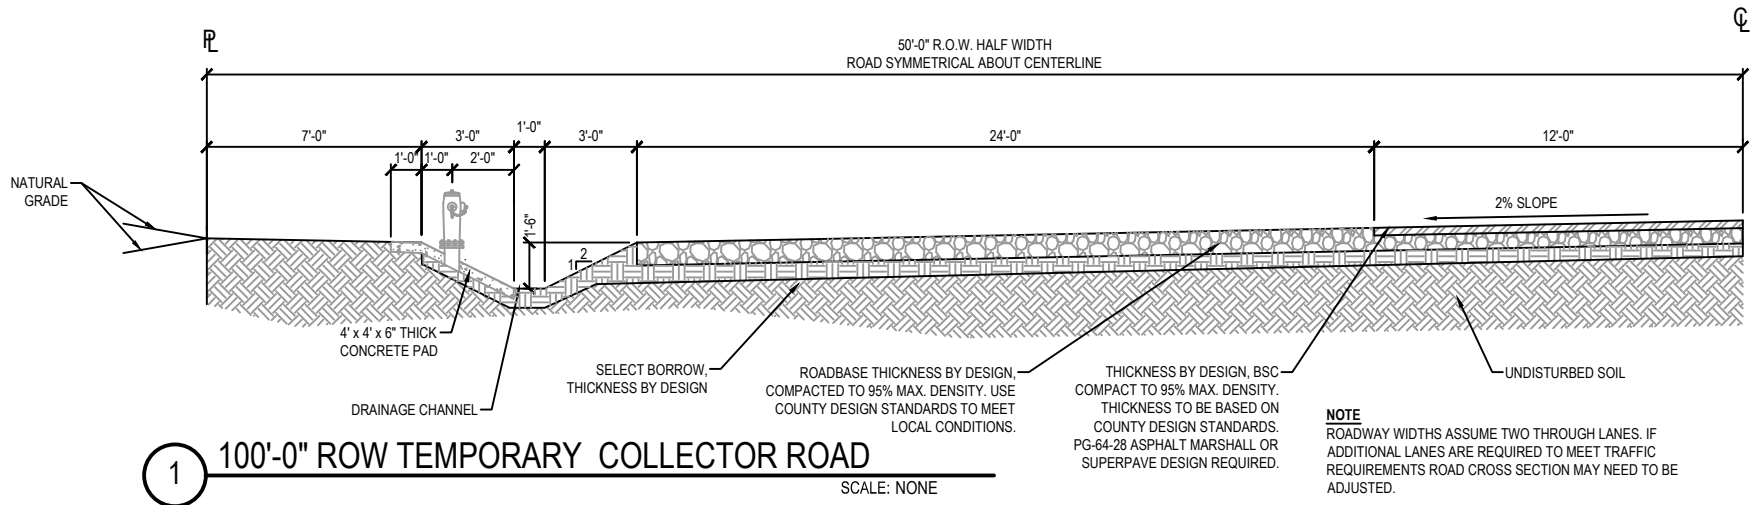 PL
CL
50'-0" R.O.W. HALF WIDTH
ROAD SYMMETRICAL ABOUT CENTERLINE
7'-0"
3'-0"
1'-0"
3'-0"
24'-0"
12'-0"
1'-0"
1'-0"
2'-0"
NATURAL
GRADE
1'-6"
2
1
2% SLOPE
4' x 4' x 6" THICK
CONCRETE PAD
DRAINAGE CHANNEL
SELECT BORROW,
THICKNESS BY DESIGN
ROADBASE THICKNESS BY DESIGN,
COMPACTED TO 95% MAX. DENSITY. USE
COUNTY DESIGN STANDARDS TO MEET
LOCAL CONDITIONS.
THICKNESS BY DESIGN, BSC
COMPACT TO 95% MAX. DENSITY.
THICKNESS TO BE BASED ON
COUNTY DESIGN STANDARDS.
PG-64-28 ASPHALT MARSHALL OR
SUPERPAVE DESIGN REQUIRED.
UNDISTURBED SOIL
NOTE
ROADWAY WIDTHS ASSUME TWO THROUGH LANES. IF
ADDITIONAL LANES ARE REQUIRED TO MEET TRAFFIC
REQUIREMENTS ROAD CROSS SECTION MAY NEED TO BE
ADJUSTED.
1
100'-0" ROW TEMPORARY COLLECTOR ROAD
SCALE: NONE